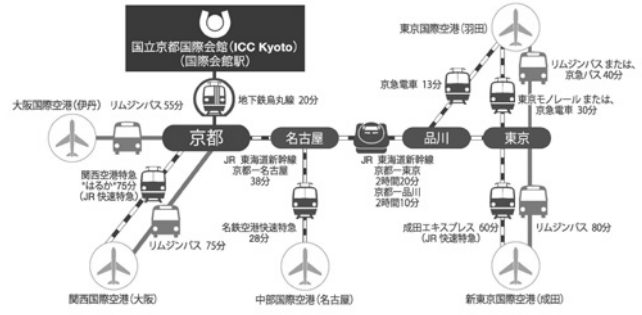 国立京都国際会館(ICC Kyoto)
(国際会館駅)
東京国際空港(羽田)
リムジンバスまたは、
京急バス40分
京急電車 13分
東京モノレールまたは、
京急電車 30分
大阪国際空港(伊丹)
リムジンバス 55分
地下鉄烏丸線 20分
京都
名古屋
品川
東京
JR 東海道新幹線
京都ー名古屋
38分
JR 東海道新幹線
京都ー東京
2時間20分
京都ー品川
2時間10分
関西空港特急
"はるか"75分
(JR 快速特急)
リムジンバス 75分
名鉄空港快速特急
28分
成田エキスプレス 60分
(JR 快速特急)
リムジンバス 80分
関西国際空港(大阪)
中部国際空港(名古屋)
新東京国際空港(成田)